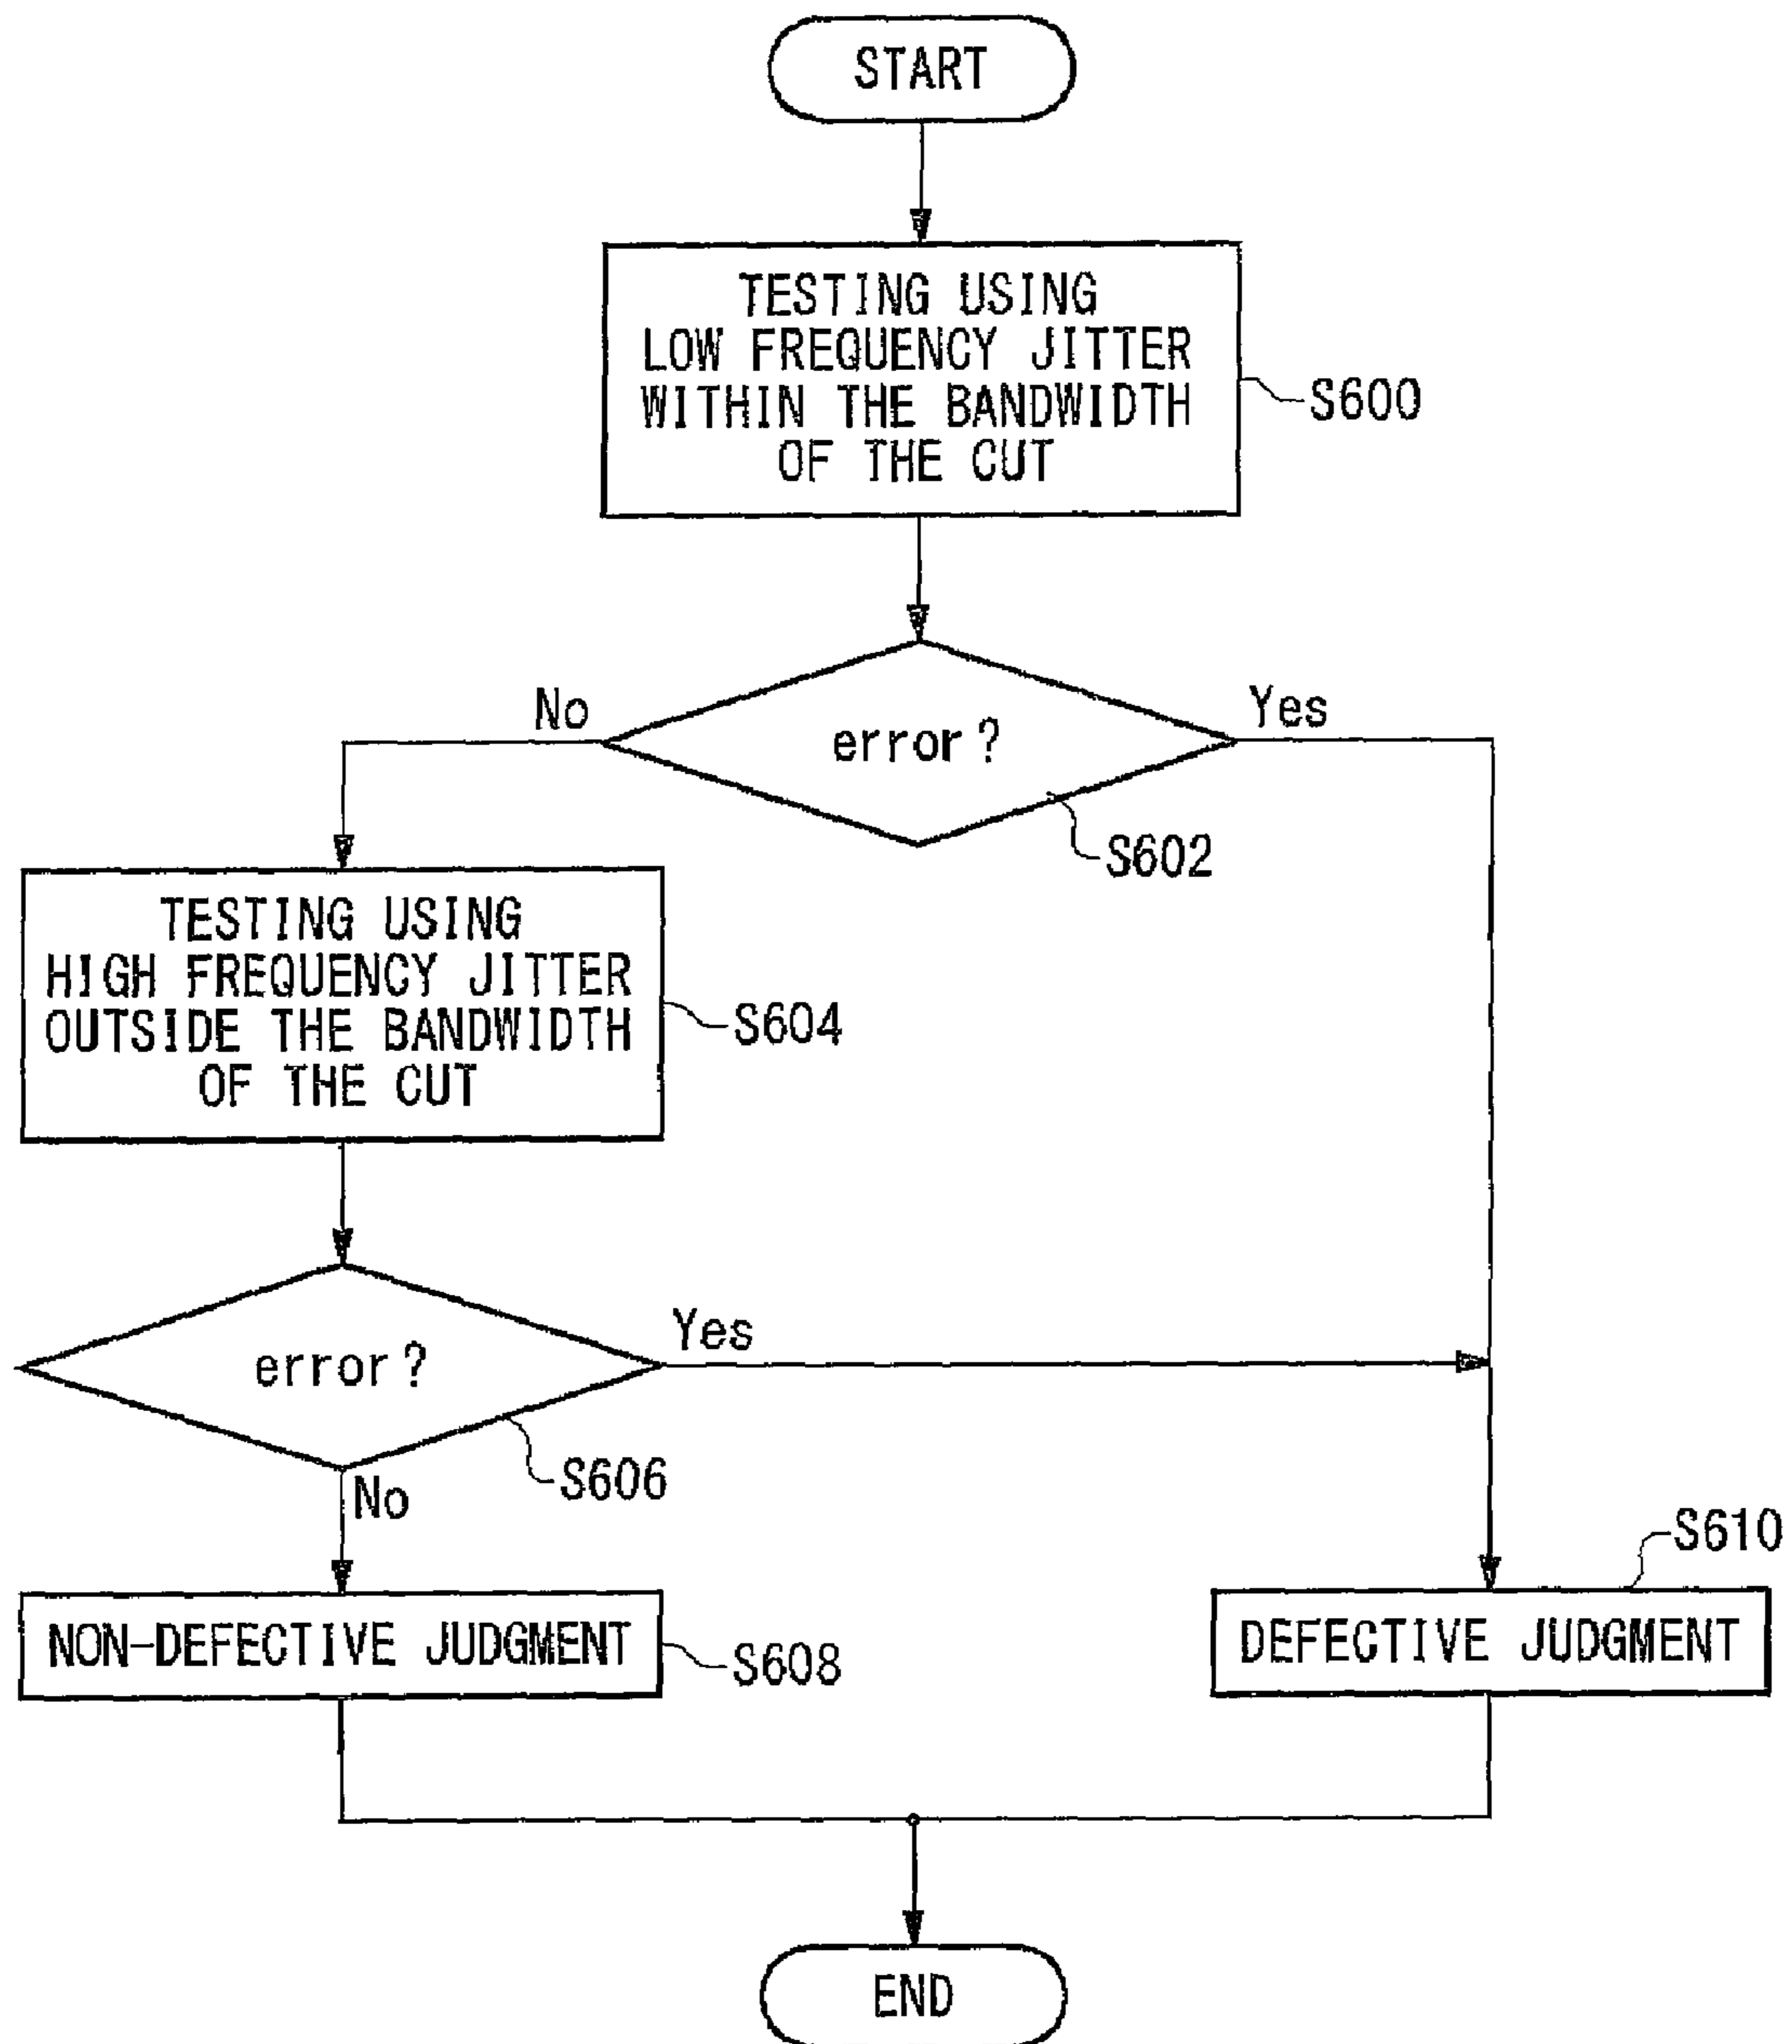 START
TESTING USING
LOW FREQUENCY JITTER
WITHIN THE BANDWIDTH
OF THE CUT
S600
No
error?
Yes
S602
TESTING USING
HIGH FREQUENCY JITTER
OUTSIDE THE BANDWIDTH
OF THE CUT
S604
error?
Yes
S606
No
NON-DEFECTIVE JUDGMENT
S608
S610
DEFECTIVE JUDGMENT
END